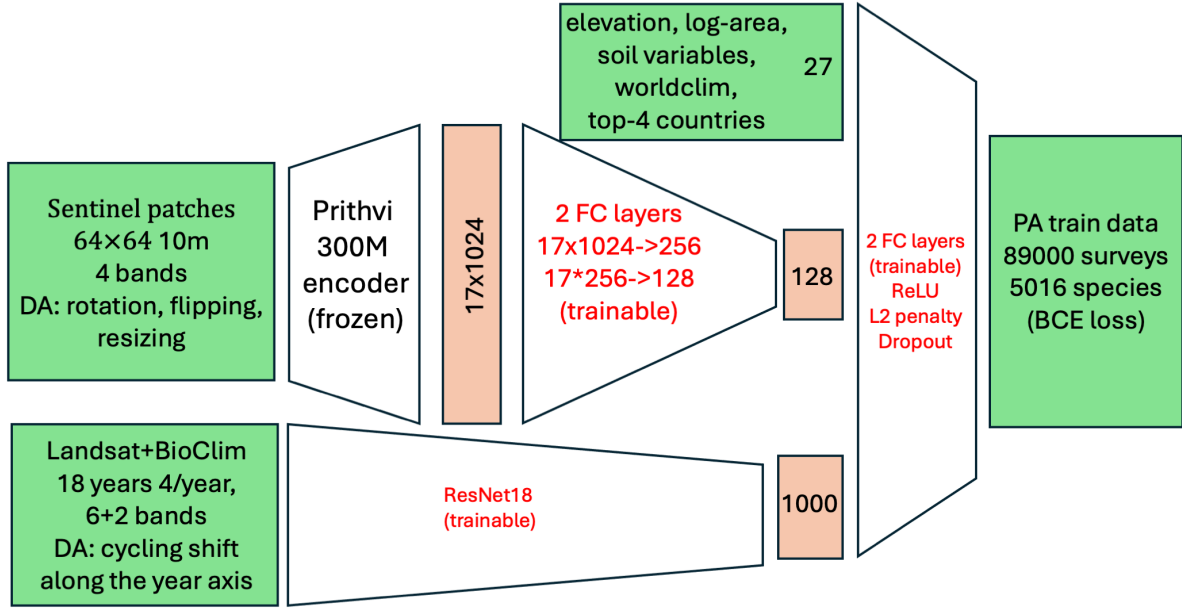 elevation, log-area,
soil variables,
worldclim,
top-4 countries
27
Sentinel patches
64×64 10m
4 bands
DA: rotation, flipping,
resizing
Prithvi
300M
encoder
(frozen)
17x1024
2 FC layers
17x1024->256
17*256->128
(trainable)
128
2 FC layers
(trainable)
ReLU
L2 penalty
Dropout
PA train data
89000 surveys
5016 species
(BCE loss)
Landsat+BioClim
18 years 4/year,
6+2 bands
DA: cycling shift
along the year axis
ResNet18
(trainable)
1000